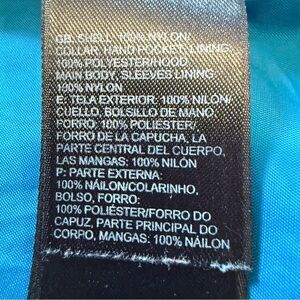 GB: SHELL: 100% NYLON/
COLLAR, HAND POCKET, LINING:
100% POLYESTER/HOOD,
MAIN BODY, SLEEVES LINING:
100% NYLON
E: TELA EXTERIOR: 100% NILÓN/
CUELLO, BOLSILLO DE MANO,
FORRO: 100% POLIÉSTER/
FORRO DE LA CAPUCHA, LA
PARTE CENTRAL DEL CUERPO,
LAS MANGAS: 100% NILÓN
P: PARTE EXTERNA:
100% NÁILON/COLARINHO,
BOLSO, FORRO:
100% POLIÉSTER/FORRO DO
CAPUZ, PARTE PRINCIPAL DO
CORPO, MANGAS: 100% NÁILON